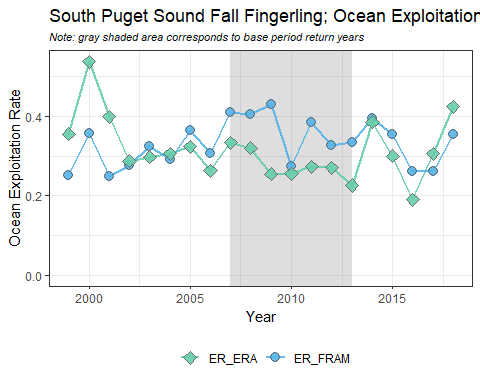 South Puget Sound Fall Fingerling; Ocean Exploitation
Note: gray shaded area corresponds to base period return years
Ocean Exploitation Rate
0.4
0.2
0.0
2000 2005 2010 2015
Year
ER_ERA ER_FRAM